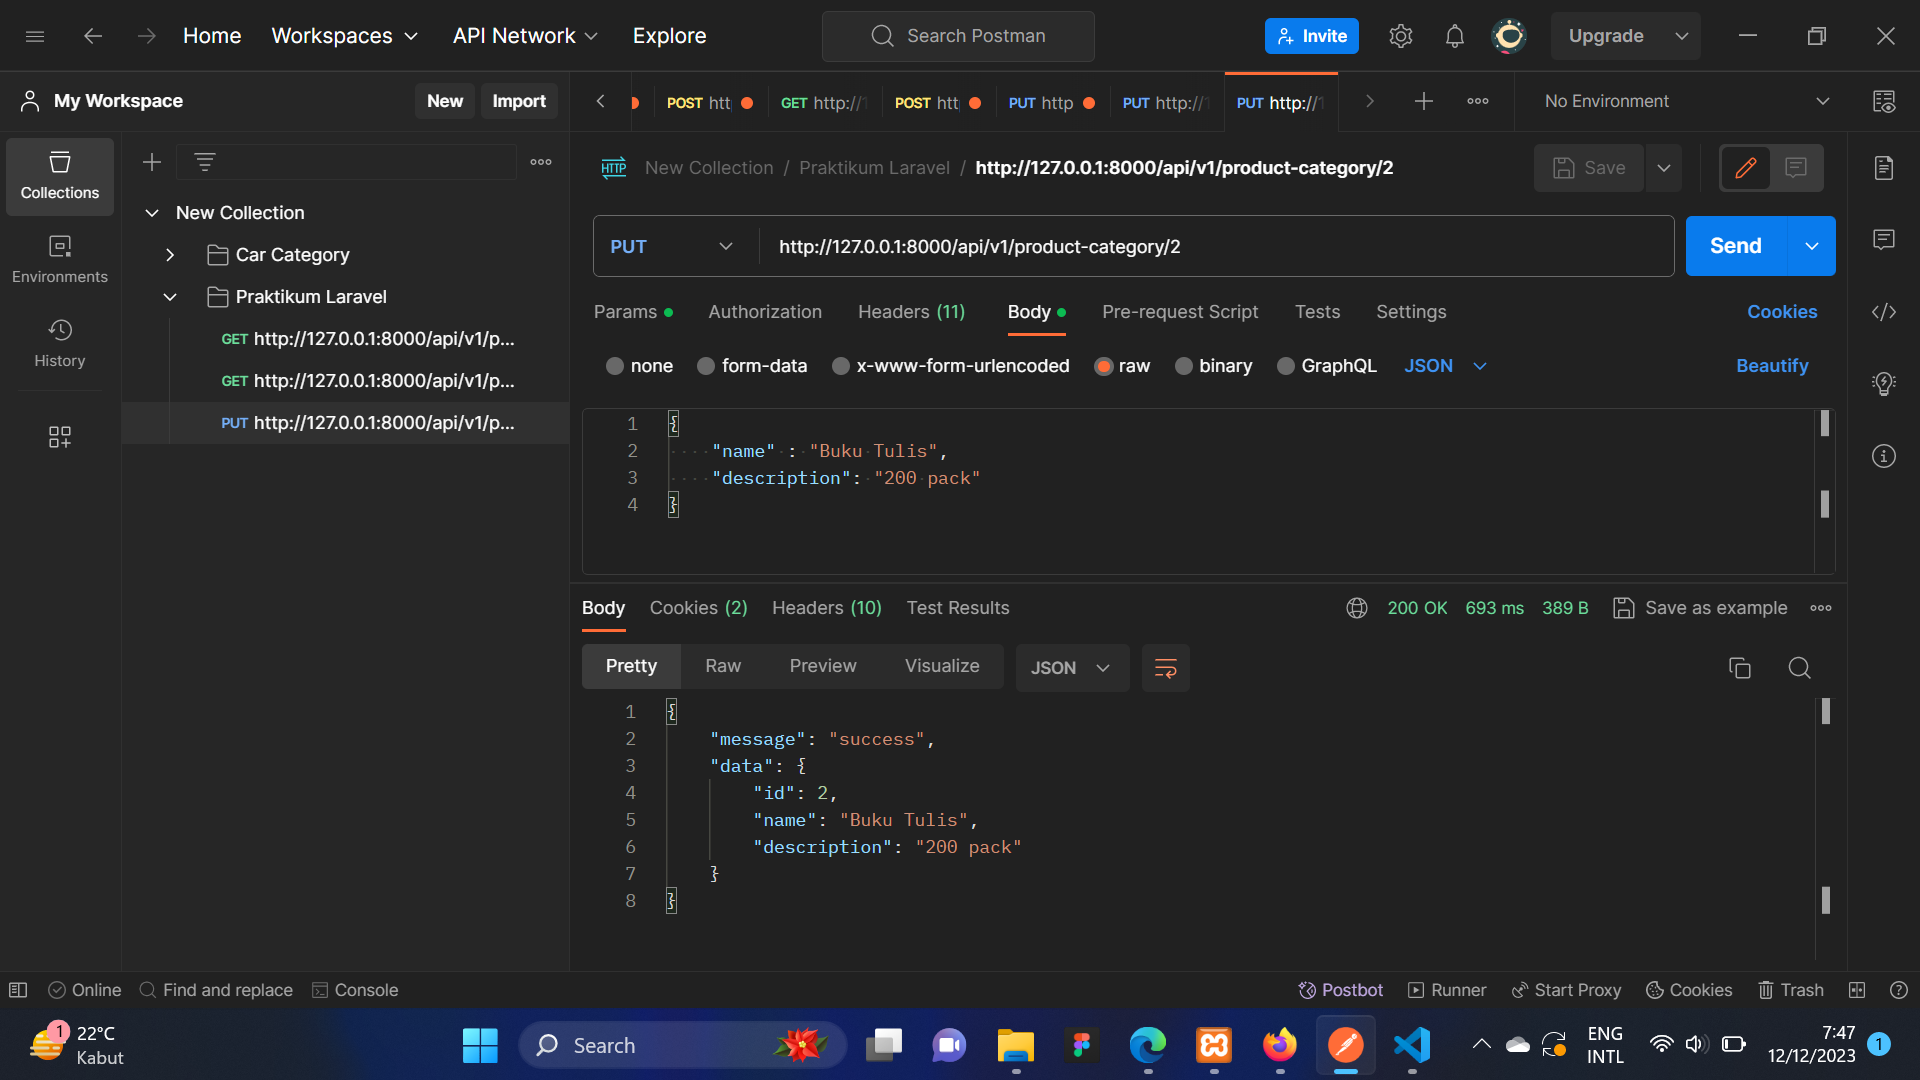 Home Workspaces API Network Explore Search Postman Invite Upgrade
My Workspace New Import
POST htt GET http://1 POST htt PUT http PUT http://1 PUT http://1 No Environment
Collections
Environments
History
New Collection
Car Category
Praktikum Laravel
GET http://127.0.0.1:8000/api/v1/p...
GET http://127.0.0.1:8000/api/v1/p...
PUT http://127.0.0.1:8000/api/v1/p...
HTTP New Collection / Praktikum Laravel / http://127.0.0.1:8000/api/v1/product-category/2 Save
PUT http://127.0.0.1:8000/api/v1/product-category/2 Send
Params Authorization Headers (11) Body Pre-request Script Tests Settings Cookies
none form-data x-www-form-urlencoded raw binary GraphQL JSON Beautify
1 {
2 "name" : "Buku Tulis",
3 "description": "200 pack"
4 }
Body Cookies (2) Headers (10) Test Results 200 OK 693 ms 389 B Save as example
Pretty Raw Preview Visualize JSON
1 {
2 "message": "success",
3 "data": {
4 "id": 2,
5 "name": "Buku Tulis",
6 "description": "200 pack"
7 }
8 }
Online Find and replace Console Postbot Runner Start Proxy Cookies Trash
1 22°C
Kabut
Search
ENG
INTL
7:47
12/12/2023
1